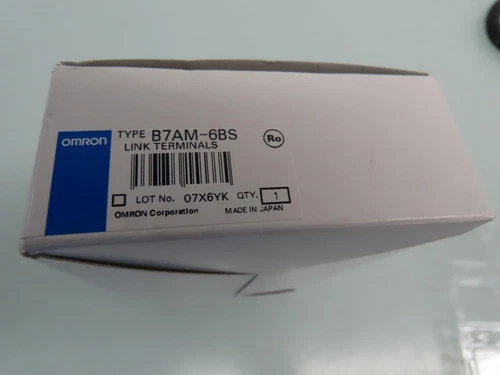 OMRON
TYPE B7AM-6BS
Ro
LINK TERMINALS
LOT No. 07X6YK QTY. 1
OMRON Corporation MADE IN JAPAN